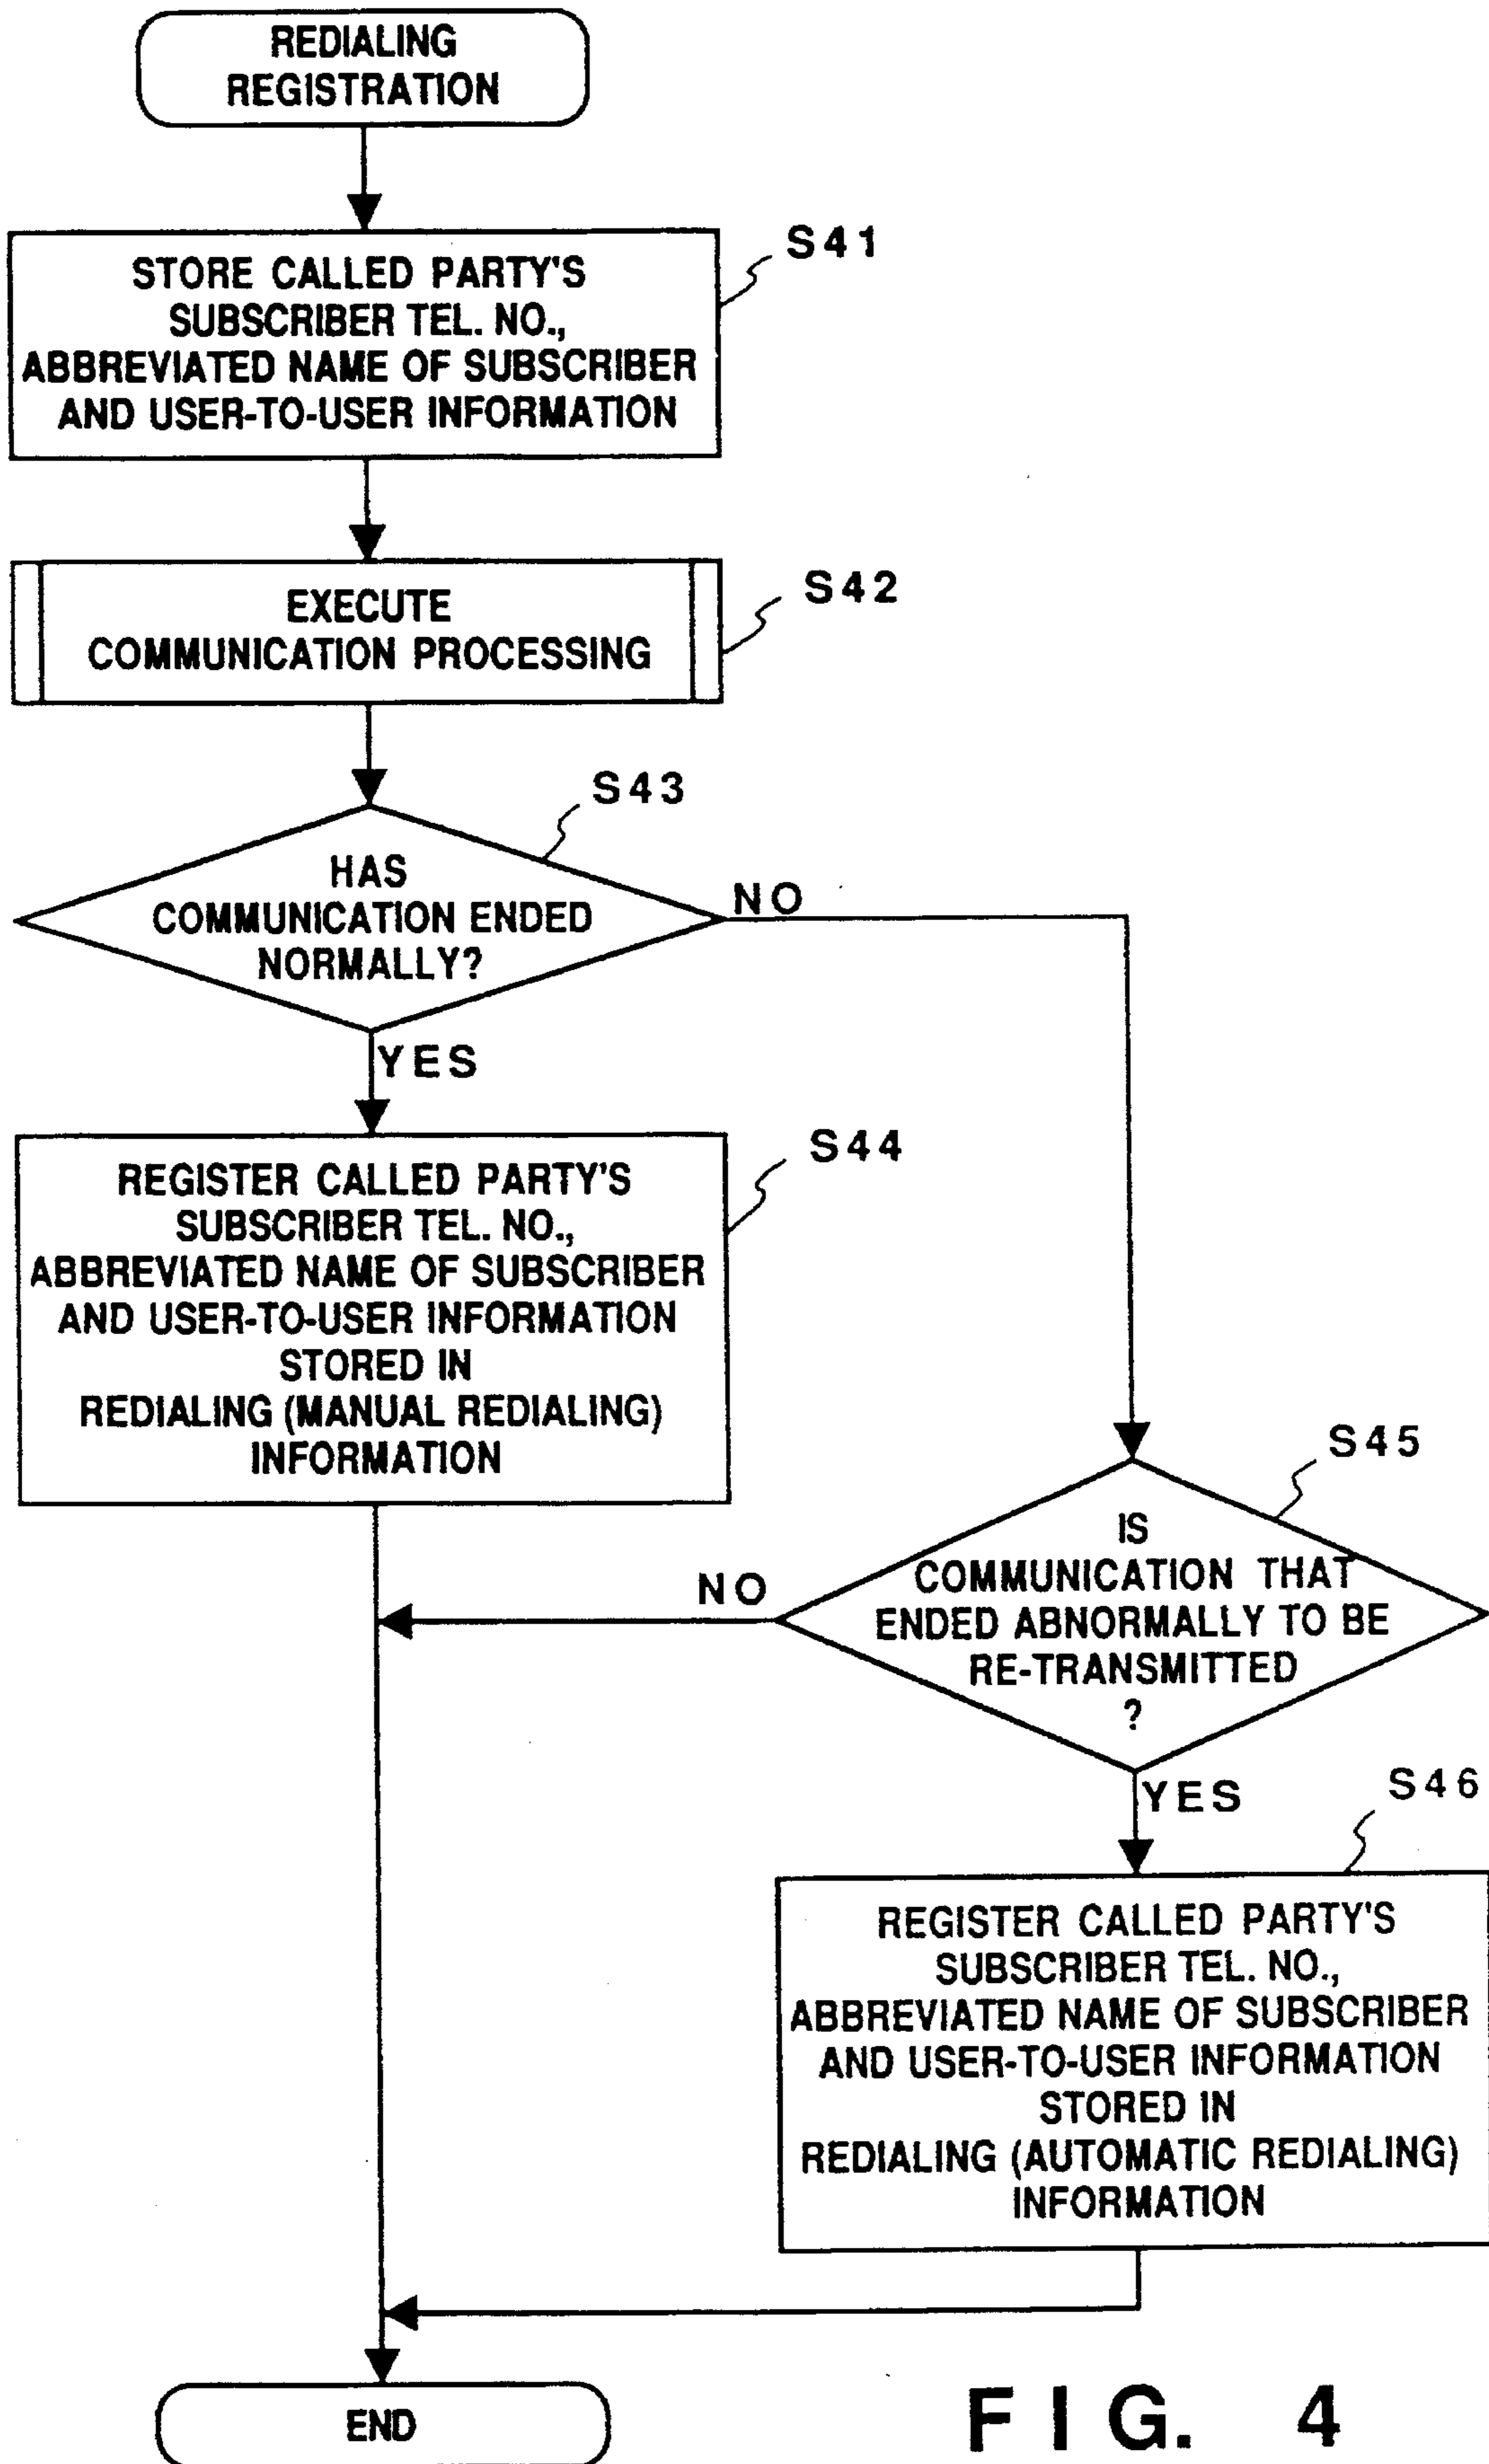 REDIALING
REGISTRATION
S41
STORE CALLED PARTY'S
SUBSCRIBER TEL. NO.,
ABBREVIATED NAME OF SUBSCRIBER
AND USER-TO-USER INFORMATION
S42
EXECUTE
COMMUNICATION PROCESSING
S43
HAS
COMMUNICATION ENDED
NORMALLY?
NO
YES
S44
REGISTER CALLED PARTY'S
SUBSCRIBER TEL. NO.,
ABBREVIATED NAME OF SUBSCRIBER
AND USER-TO-USER INFORMATION
STORED IN
REDIALING (MANUAL REDIALING)
INFORMATION
S45
IS
COMMUNICATION THAT
ENDED ABNORMALLY TO BE
RE-TRANSMITTED
?
NO
YES
S46
REGISTER CALLED PARTY'S
SUBSCRIBER TEL. NO.,
ABBREVIATED NAME OF SUBSCRIBER
AND USER-TO-USER INFORMATION
STORED IN
REDIALING (AUTOMATIC REDIALING)
INFORMATION
END
FIG. 4